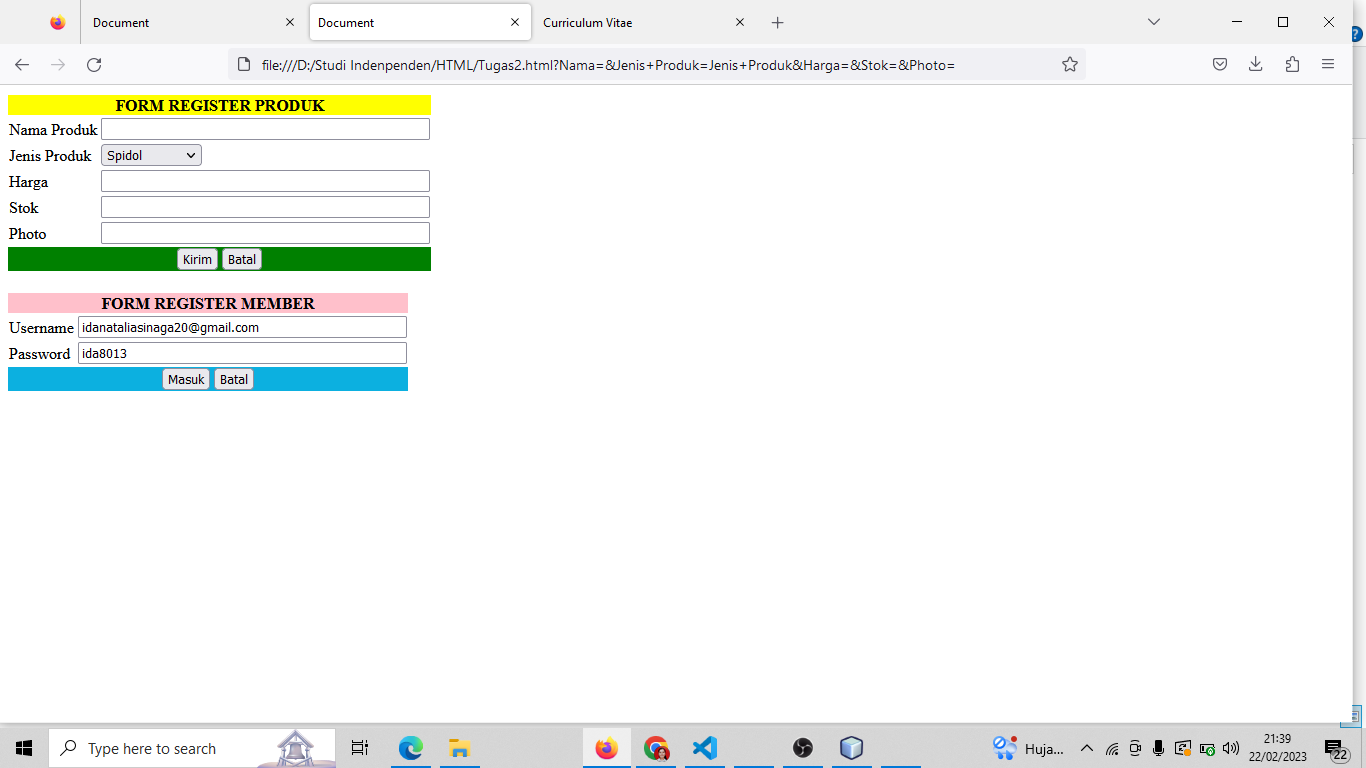 Document
Document
Curriculum Vitae
file:///D:/Studi Indenpenden/HTML/Tugas2.html?Nama=&Jenis+Produk=Jenis+Produk&Harga=&Stok=&Photo=
FORM REGISTER PRODUK
Nama Produk
Jenis Produk Spidol
Harga
Stok
Photo
Kirim Batal
FORM REGISTER MEMBER
Username idanataliasinaga20@gmail.com
Password ida8013
Masuk Batal
Type here to search
Huja...
21:39
22/02/2023
22